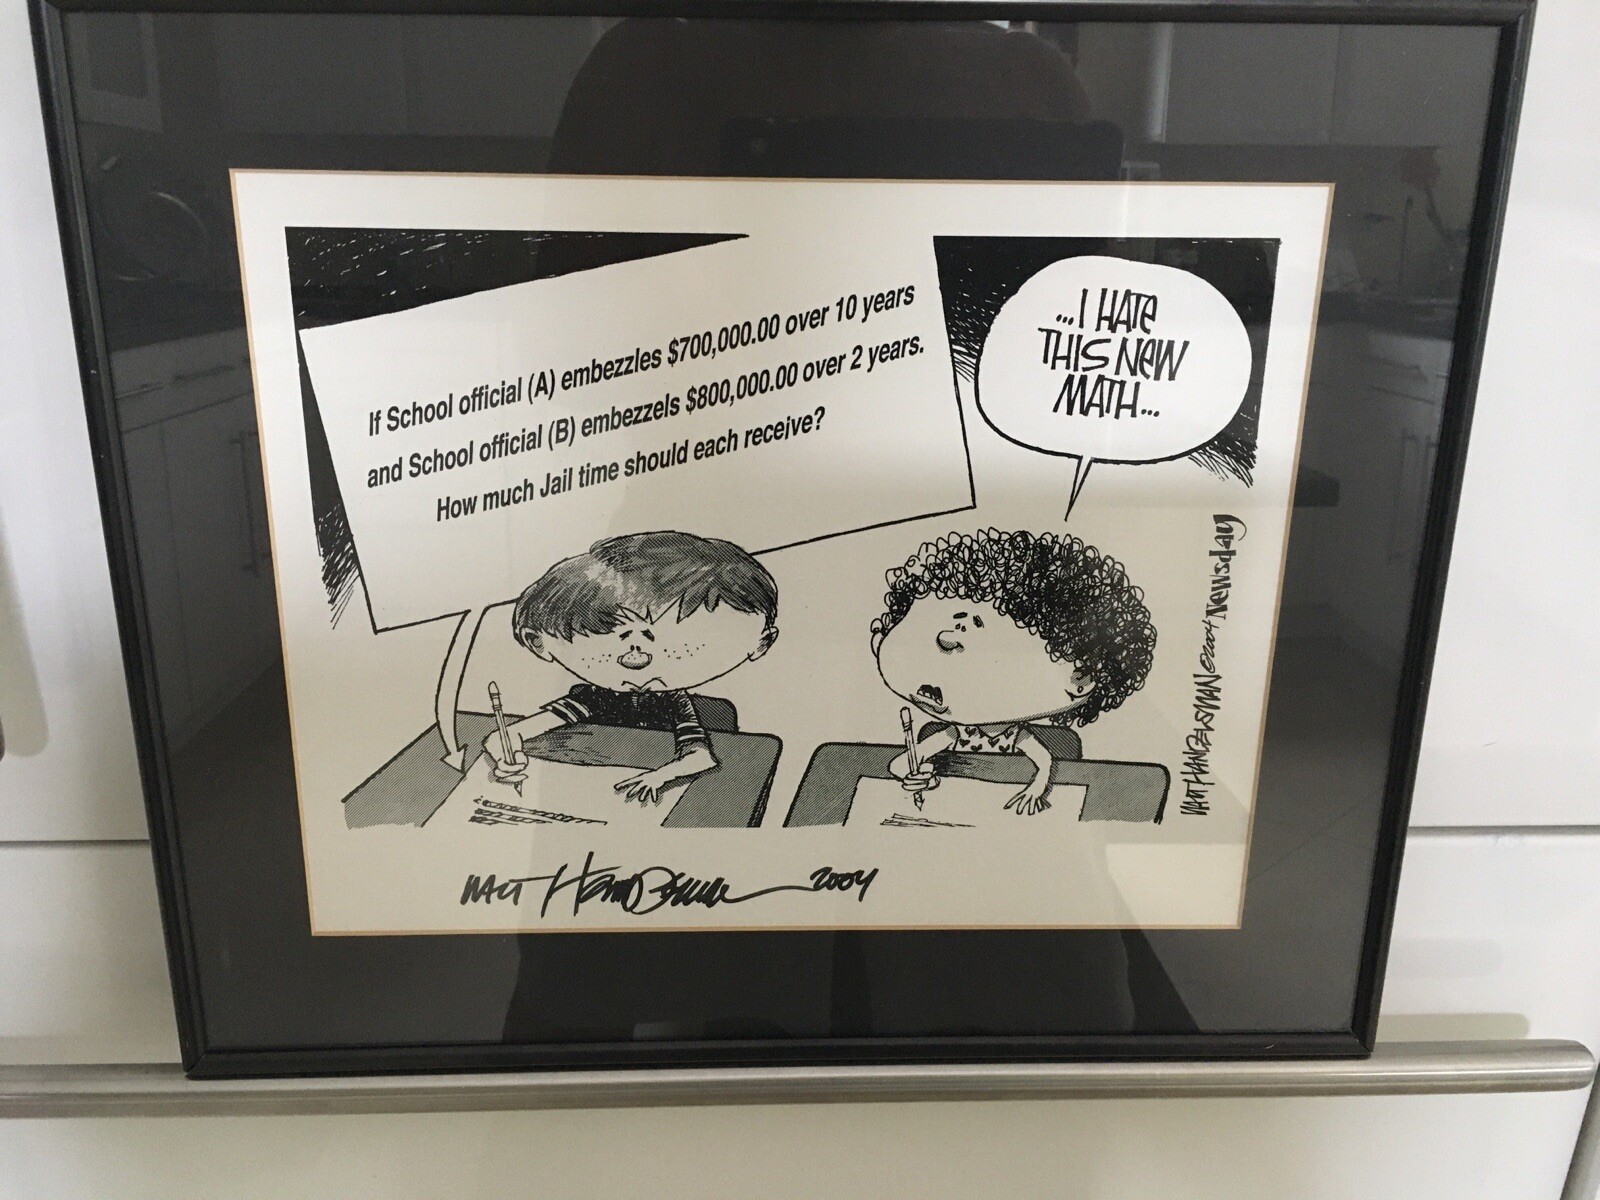 If School official (A) embezzles $700,000.00 over 10 years
and School official (B) embezzels $800,000.00 over 2 years.
How much Jail time should each receive?
...I HATE
THIS NEW
MATH...
MATT HANDELSMAN ©2004 Newsday
WALT Handelsman 2004